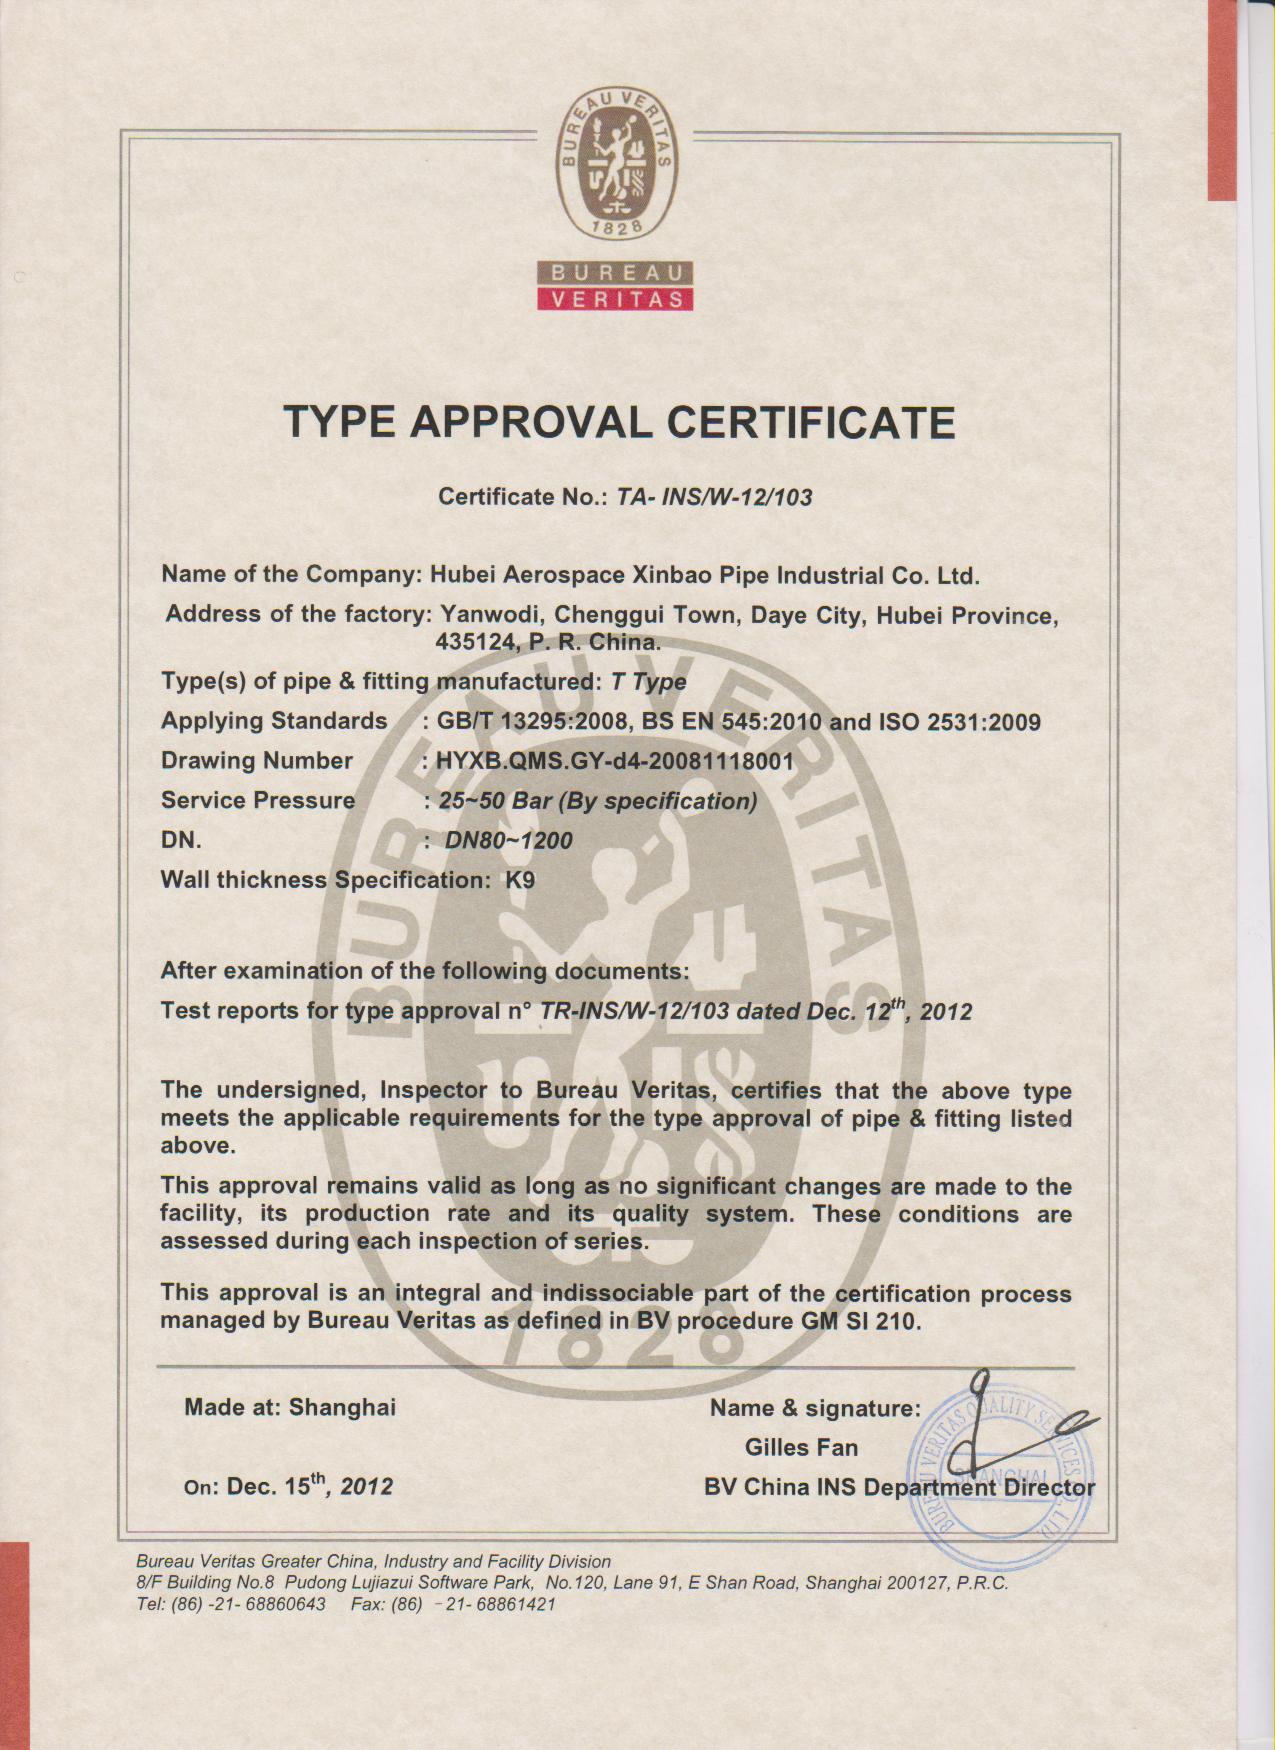 BUREAU VERITAS
1828
BUREAU
VERITAS
TYPE APPROVAL CERTIFICATE
Certificate No.: TA- INS/W-12/103
Name of the Company: Hubei Aerospace Xinbao Pipe Industrial Co. Ltd.
Address of the factory: Yanwodi, Chenggui Town, Daye City, Hubei Province,
435124, P. R. China.
Type(s) of pipe & fitting manufactured: T Type
Applying Standards : GB/T 13295:2008, BS EN 545:2010 and ISO 2531:2009
Drawing Number : HYXB.QMS.GY-d4-20081118001
Service Pressure : 25~50 Bar (By specification)
DN. : DN80~1200
Wall thickness Specification: K9
After examination of the following documents:
Test reports for type approval n° TR-INS/W-12/103 dated Dec. 12th, 2012
The undersigned, Inspector to Bureau Veritas, certifies that the above type
meets the applicable requirements for the type approval of pipe & fitting listed
above.
This approval remains valid as long as no significant changes are made to the
facility, its production rate and its quality system. These conditions are
assessed during each inspection of series.
This approval is an integral and indissociable part of the certification process
managed by Bureau Veritas as defined in BV procedure GM SI 210.
BUREAU VERITAS
1828
Made at: Shanghai
Name & signature:
Gilles Fan
On: Dec. 15th, 2012
BV China INS Department Director
BUREAU VERITAS QUALITY SERVICES CO., LTD.
SHANGHAI
Bureau Veritas Greater China, Industry and Facility Division
8/F Building No.8 Pudong Lujiazui Software Park, No.120, Lane 91, E Shan Road, Shanghai 200127, P.R.C.
Tel: (86) -21- 68860643 Fax: (86) -21- 68861421